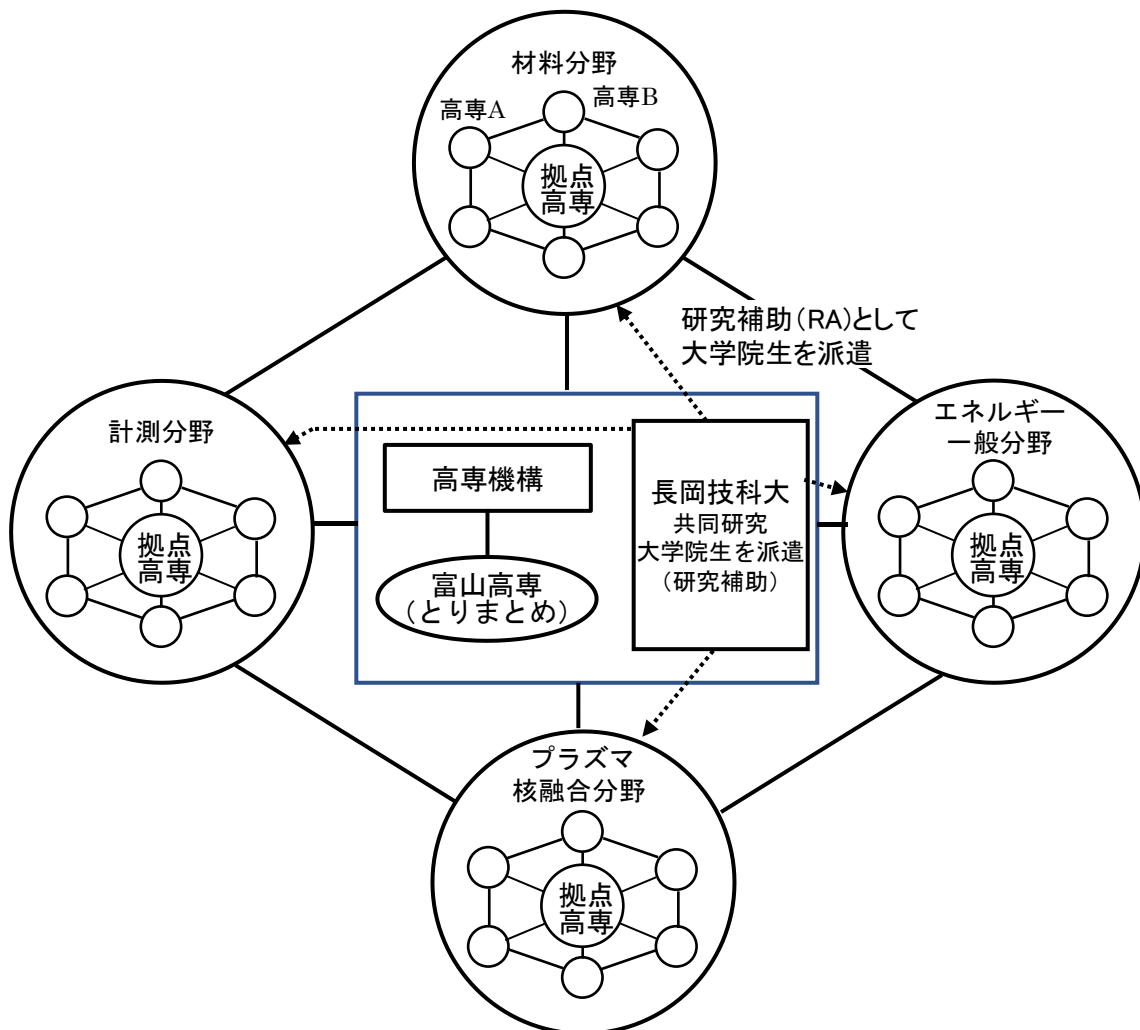 材料分野
高専A
高専B
拠点
高専
研究補助(RA)として
大学院生を派遣
計測分野
拠点
高専
高専機構
富山高専
(とりまとめ)
長岡技科大
共同研究
大学院生を派遣
(研究補助)
エネルギー
一般分野
拠点
高専
プラズマ
核融合分野
拠点
高専